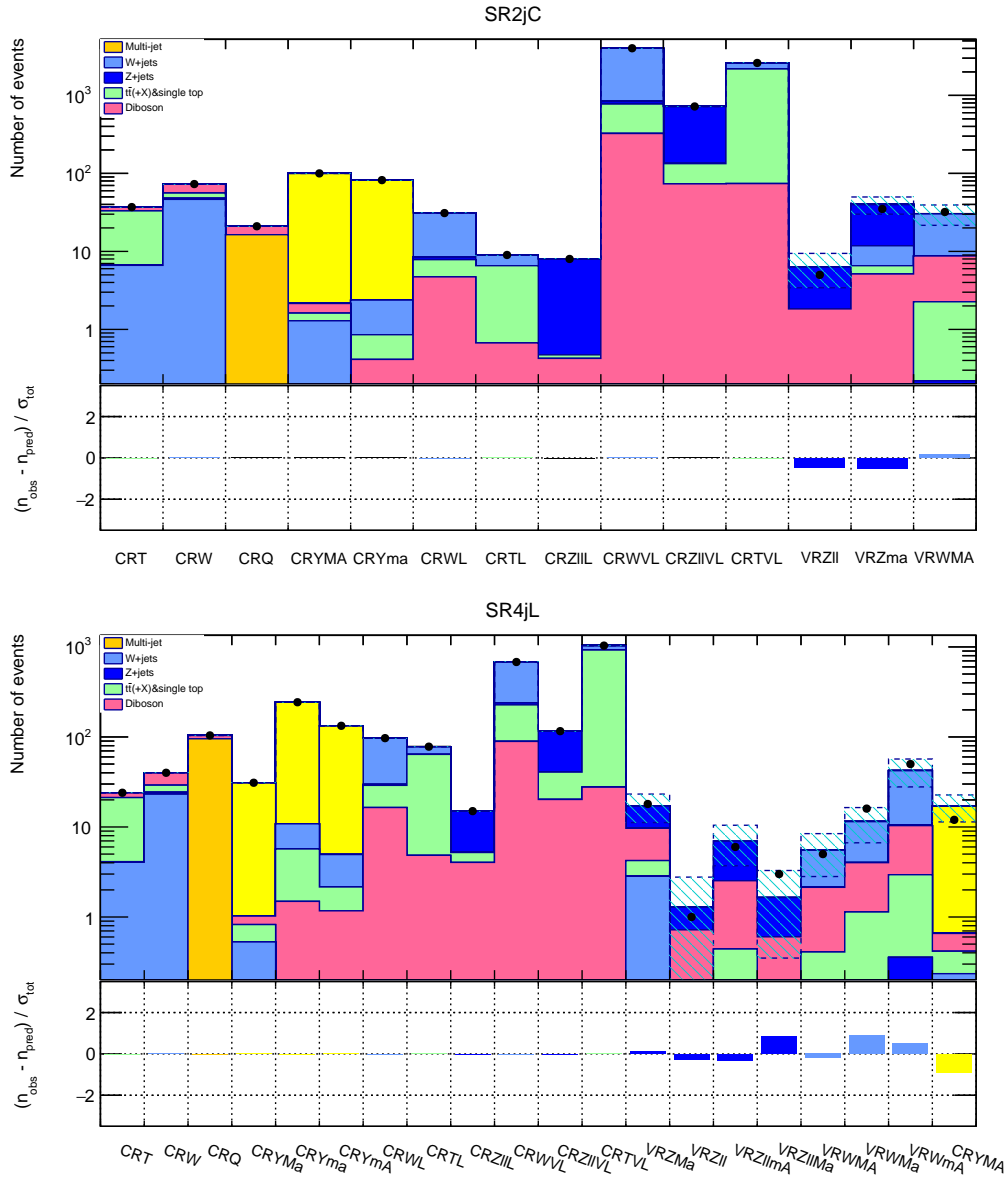 SR2jC
Number of events
Multi-jet
W+jets
Z+jets
tt̄(+X)&single top
Diboson
10³
10²
10
1
(n_obs - n_pred) / σ_tot
2
0
−2
CRT CRW CRQ CRYMA CRYma CRWL CRTL CRZllL CRWVL CRZllVL CRTVL VRZll VRZma VRWMA
SR4jL
Number of events
Multi-jet
W+jets
Z+jets
tt̄(+X)&single top
Diboson
10³
10²
10
1
(n_obs - n_pred) / σ_tot
2
0
−2
CRT CRW CRQ CRYMa CRYma CRYmA CRWL CRTL CRZllL CRWVL CRZllVL CRTVL VRZMa VRZll VRZllmA VRZllMa VRWMA VRWMa VRWmA CRYMA